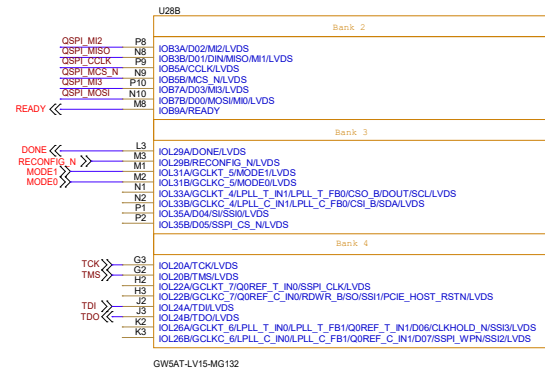 U28B
Bank 2
QSPI_MI2 P8 IOB3A/D02/MI2/LVDS
QSPI_MISO N8 IOB3B/D01/DIN/MISO/MI1/LVDS
QSPI_CCLK P9 IOB5A/CCLK/LVDS
QSPI_MCS_N N9 IOB5B/MCS_N/LVDS
QSPI_MI3 P10 IOB7A/D03/MI3/LVDS
QSPI_MOSI N10 IOB7B/D00/MOSI/MI0/LVDS
READY M8 IOB9A/READY
Bank 3
DONE L3 IOL29A/DONE/LVDS
RECONFIG_N M3 IOL29B/RECONFIG_N/LVDS
MODE1 M1 IOL31A/GCLKT_5/MODE1/LVDS
MODE0 M2 IOL31B/GCLKC_5/MODE0/LVDS
N1 IOL33A/GCLKT_4/LPLL_T_IN1/LPLL_T_FB0/CSO_B/DOUT/SCL/LVDS
N2 IOL33B/GCLKC_4/LPLL_C_IN1/LPLL_C_FB0/CSI_B/SDA/LVDS
P1 IOL35A/D04/SI/SSI0/LVDS
P2 IOL35B/D05/SSPI_CS_N/LVDS
Bank 4
TCK G3 IOL20A/TCK/LVDS
TMS G2 IOL20B/TMS/LVDS
H2 IOL22A/GCLKT_7/Q0REF_T_IN0/SSPI_CLK/LVDS
H3 IOL22B/GCLKC_7/Q0REF_C_IN0/RDWR_B/SO/SSI1/PCIE_HOST_RSTN/LVDS
TDI J2 IOL24A/TDI/LVDS
TDO J3 IOL24B/TDO/LVDS
K2 IOL26A/GCLKT_6/LPLL_T_IN0/LPLL_T_FB1/Q0REF_T_IN1/D06/CLKHOLD_N/SSI3/LVDS
K3 IOL26B/GCLKC_6/LPLL_C_IN0/LPLL_C_FB1/Q0REF_C_IN1/D07/SSPI_WPN/SSI2/LVDS
GW5AT-LV15-MG132